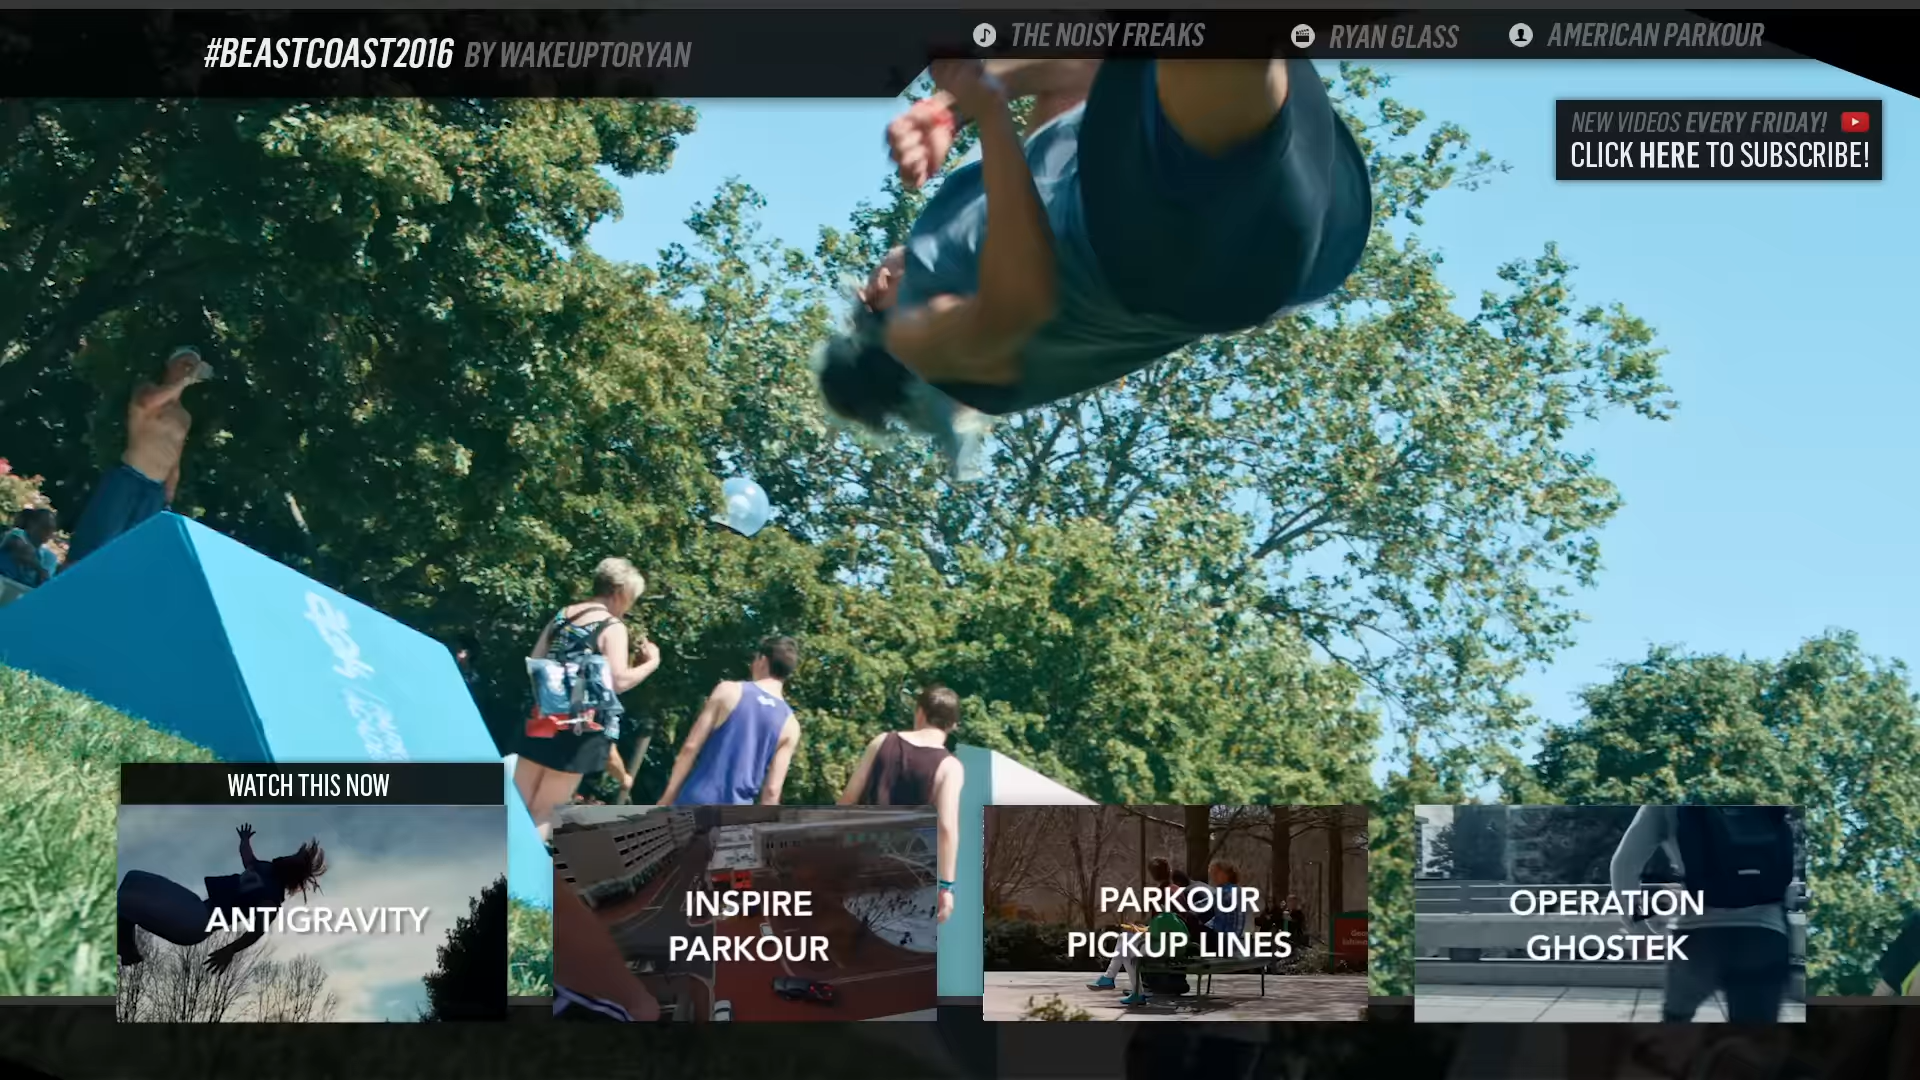 #BEASTCOAST2016 BY WAKEUPTORYAN
THE NOISY FREAKS
RYAN GLASS
AMERICAN PARKOUR
NEW VIDEOS EVERY FRIDAY!
CLICK HERE TO SUBSCRIBE!
WATCH THIS NOW
ANTIGRAVITY
INSPIRE
PARKOUR
PARKOUR
PICKUP LINES
OPERATION
GHOSTEK